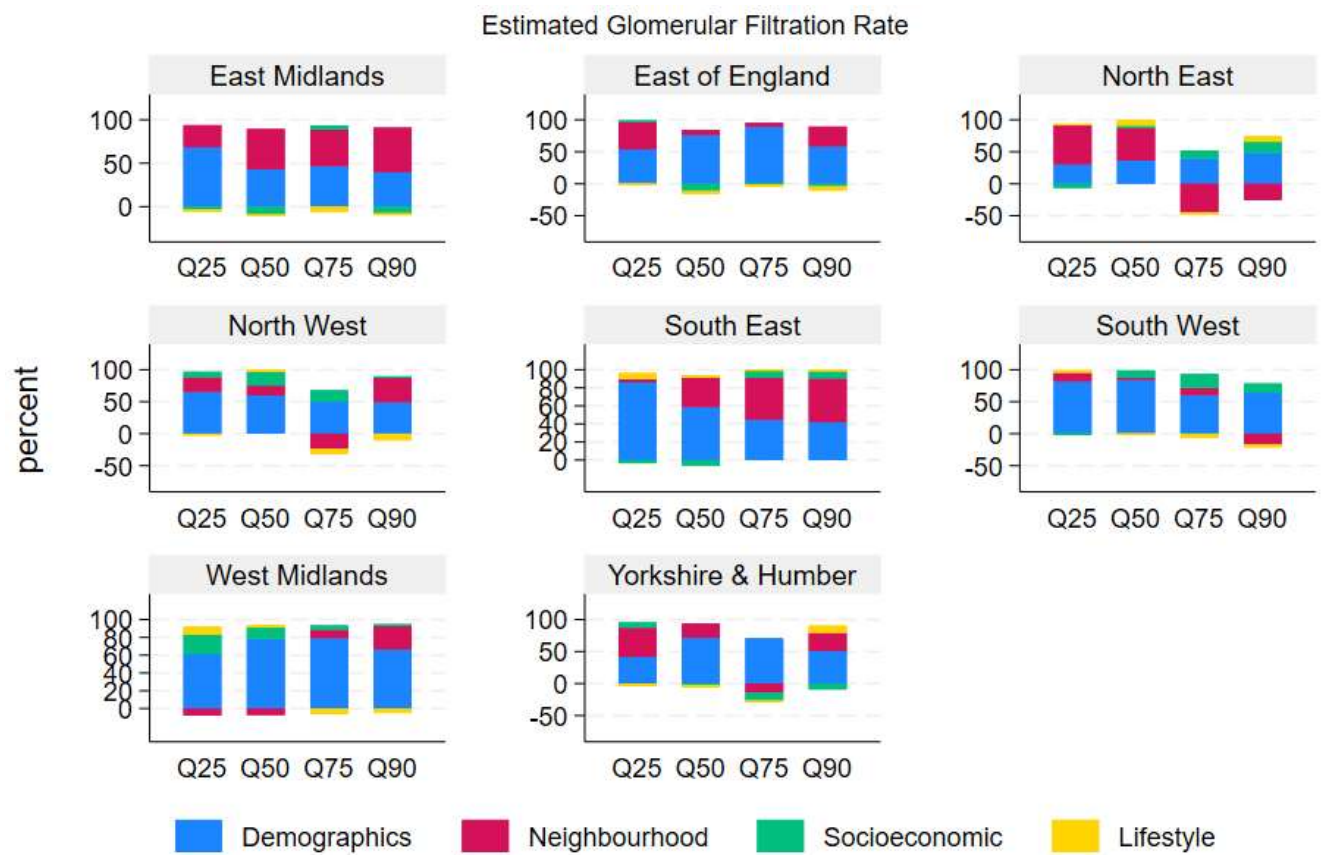 Estimated Glomerular Filtration Rate
East Midlands
East of England
North East
100
50
0
100
50
0
-50
100
50
0
-50
Q25 Q50 Q75 Q90
Q25 Q50 Q75 Q90
Q25 Q50 Q75 Q90
North West
South East
South West
percent
100
50
0
-50
100
80
60
40
20
0
100
50
0
-50
Q25 Q50 Q75 Q90
Q25 Q50 Q75 Q90
Q25 Q50 Q75 Q90
West Midlands
Yorkshire & Humber
100
80
60
40
20
0
100
50
0
-50
Q25 Q50 Q75 Q90
Q25 Q50 Q75 Q90
Demographics Neighbourhood Socioeconomic Lifestyle